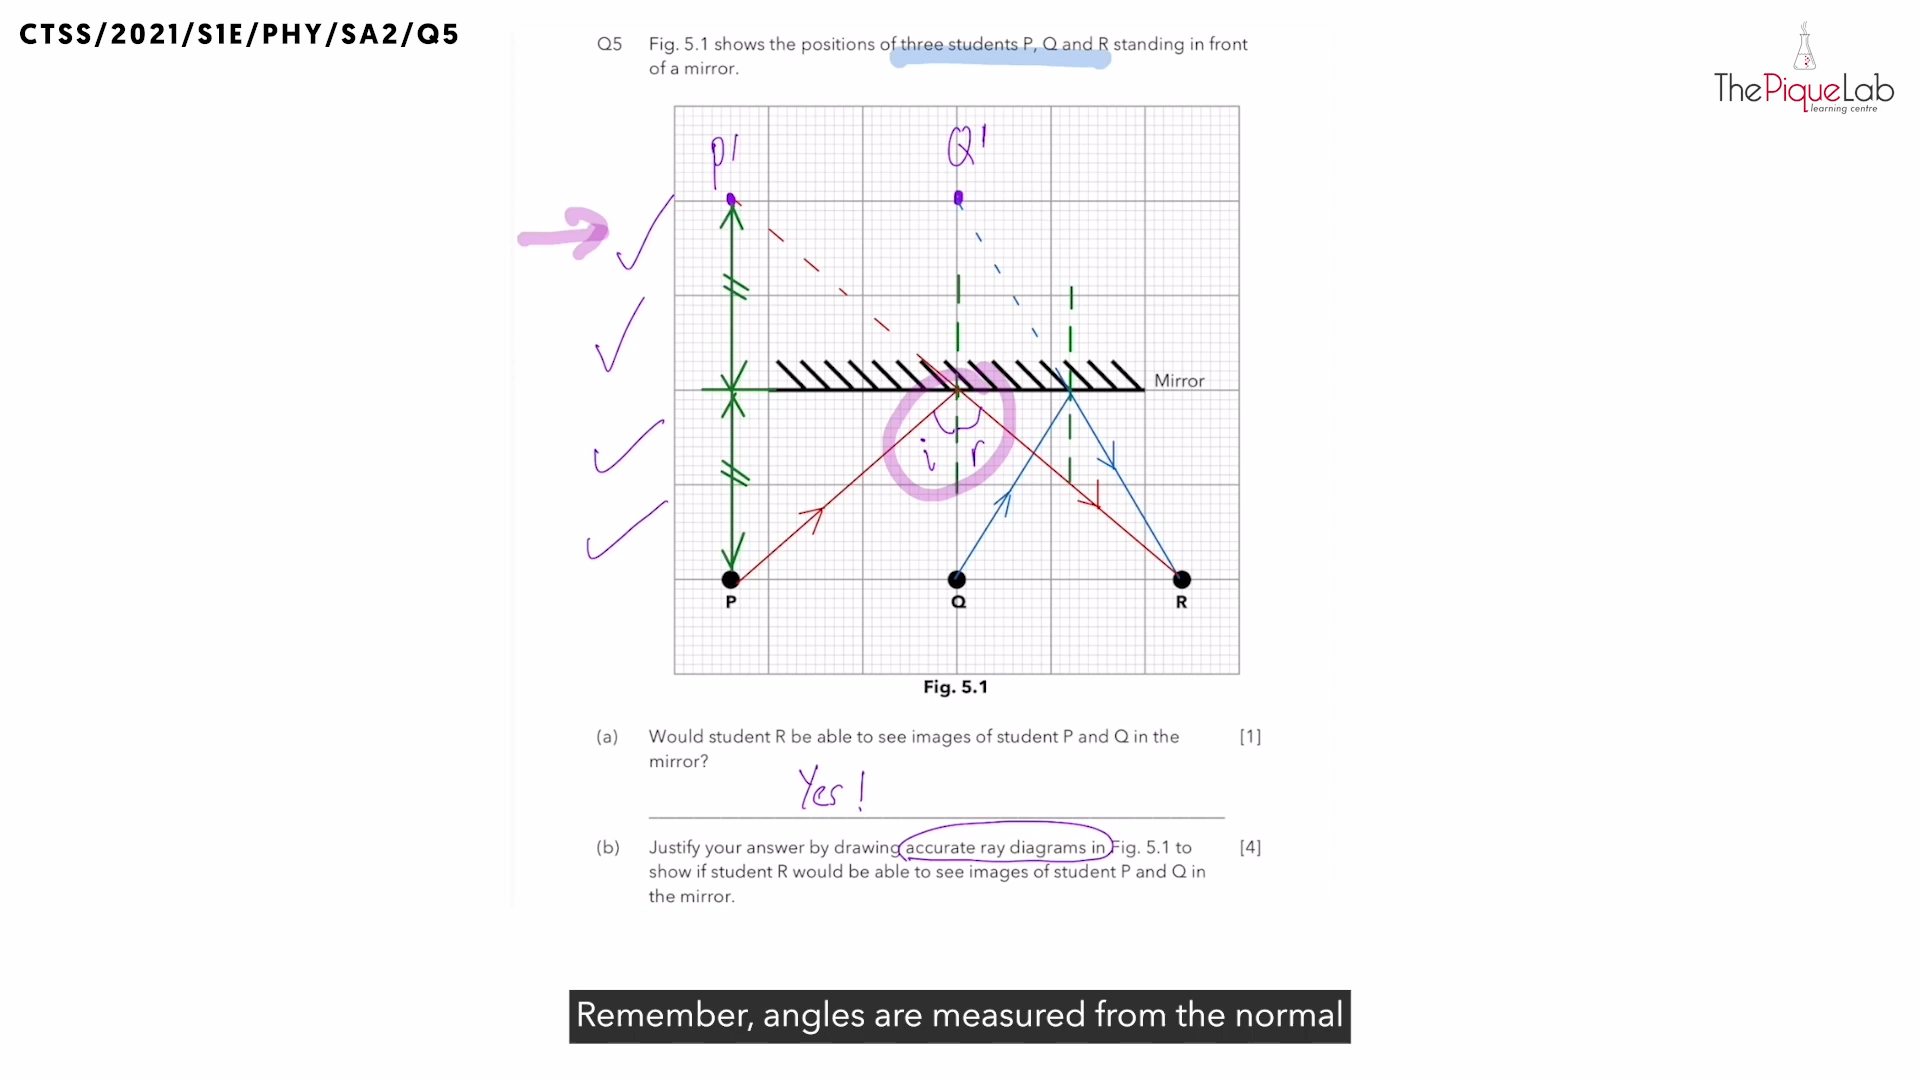 CTSS/2021/S1E/PHY/SA2/Q5
ThePiqueLab
learning centre
Q5 Fig. 5.1 shows the positions of three students P, Q and R standing in front
of a mirror.
P'
Q'
Mirror
i r
P Q R
Fig. 5.1
(a) Would student R be able to see images of student P and Q in the [1]
mirror?
Yes!
(b) Justify your answer by drawing accurate ray diagrams in Fig. 5.1 to [4]
show if student R would be able to see images of student P and Q in
the mirror.
Remember, angles are measured from the normal